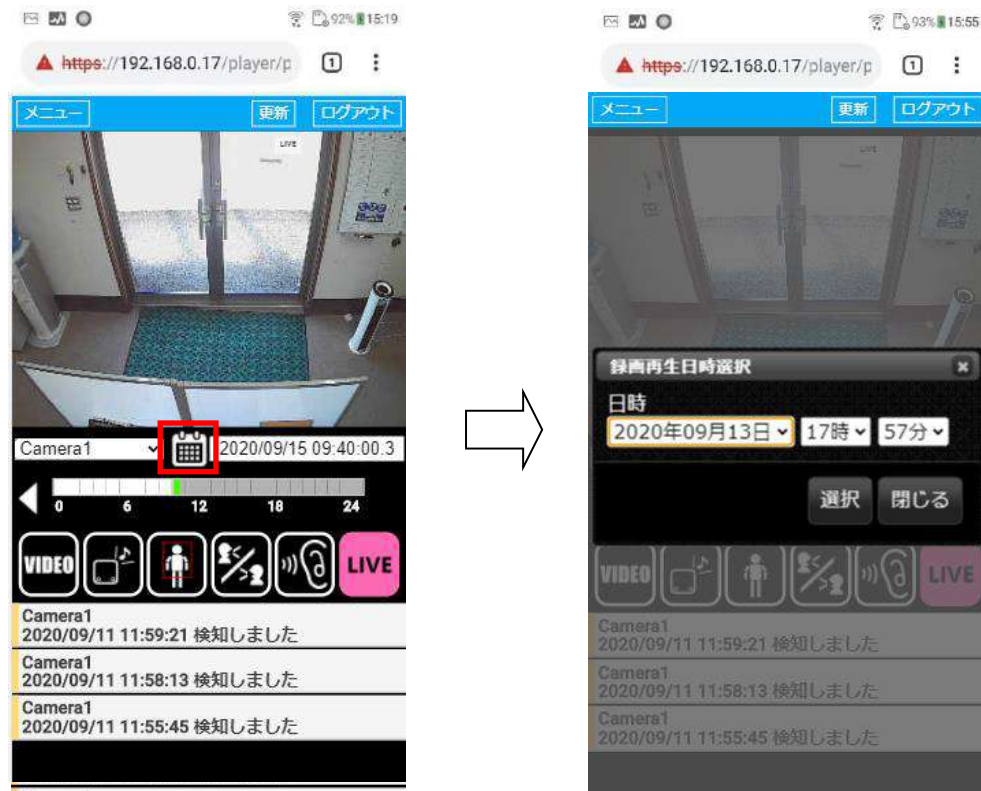 92% 15:19
https://192.168.0.17/player/p 1
メニュー 更新 ログアウト
LIVE
Camera1 2020/09/15 09:40:00.3
0 6 12 18 24
VIDEO LIVE
Camera1
2020/09/11 11:59:21 検知しました
Camera1
2020/09/11 11:58:13 検知しました
Camera1
2020/09/11 11:55:45 検知しました
93% 15:55
https://192.168.0.17/player/p 1
メニュー 更新 ログアウト
LIVE
録画再生日時選択
日時
2020年09月13日 17時 57分
選択 閉じる
VIDEO LIVE
Camera1
2020/09/11 11:59:21 検知しました
Camera1
2020/09/11 11:58:13 検知しました
Camera1
2020/09/11 11:55:45 検知しました